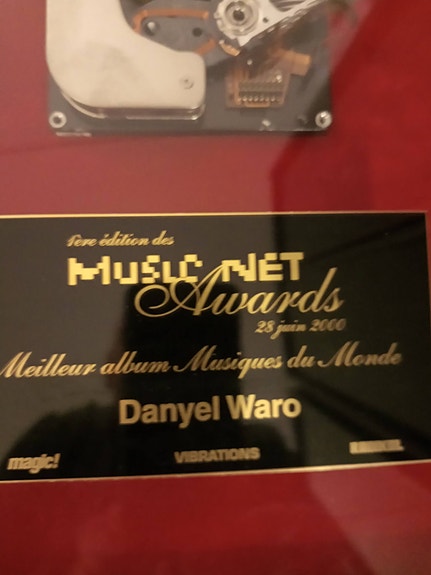 1ère édition des
MUSIC NET
Awards
28 juin 2000
Meilleur album Musiques du Monde
Danyel Waro
magic!
VIBRATIONS